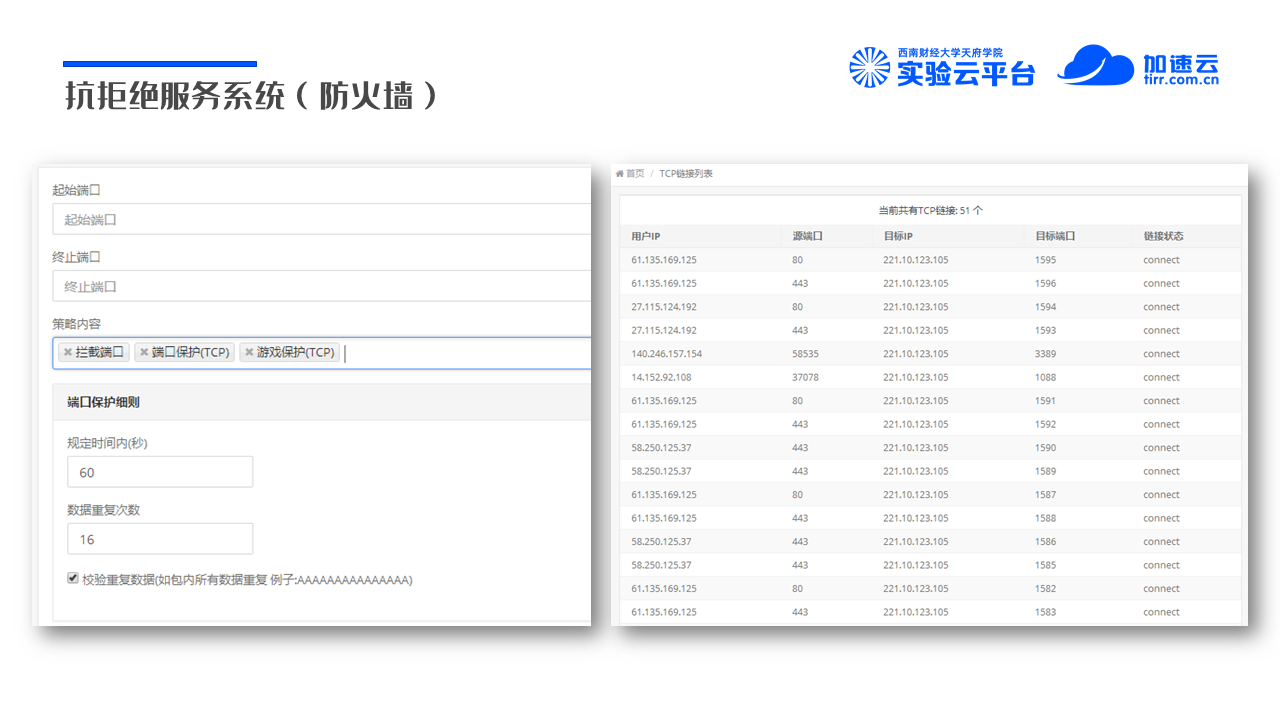 抗拒绝服务系统（防火墙）
西南财经大学天府学院
实验云平台
加速云
tirr.com.cn
起始端口
起始端口
终止端口
终止端口
策略内容
×拦截端口 ×端口保护(TCP) ×游戏保护(TCP)
端口保护细则
规定时间内(秒)
60
数据重复次数
16
校验重复数据(如包内所有数据重复 例子:AAAAAAAAAAAAAAA)
首页 / TCP链接列表
当前共有TCP链接: 51 个
用户IP 源端口 目标IP 目标端口 链接状态
61.135.169.125 80 221.10.123.105 1595 connect
61.135.169.125 443 221.10.123.105 1596 connect
27.115.124.192 80 221.10.123.105 1594 connect
27.115.124.192 443 221.10.123.105 1593 connect
140.246.157.154 58535 221.10.123.105 3389 connect
14.152.92.108 37078 221.10.123.105 1088 connect
61.135.169.125 80 221.10.123.105 1591 connect
61.135.169.125 443 221.10.123.105 1592 connect
58.250.125.37 443 221.10.123.105 1590 connect
58.250.125.37 443 221.10.123.105 1589 connect
61.135.169.125 80 221.10.123.105 1587 connect
61.135.169.125 443 221.10.123.105 1588 connect
58.250.125.37 443 221.10.123.105 1586 connect
58.250.125.37 443 221.10.123.105 1585 connect
61.135.169.125 80 221.10.123.105 1582 connect
61.135.169.125 443 221.10.123.105 1583 connect